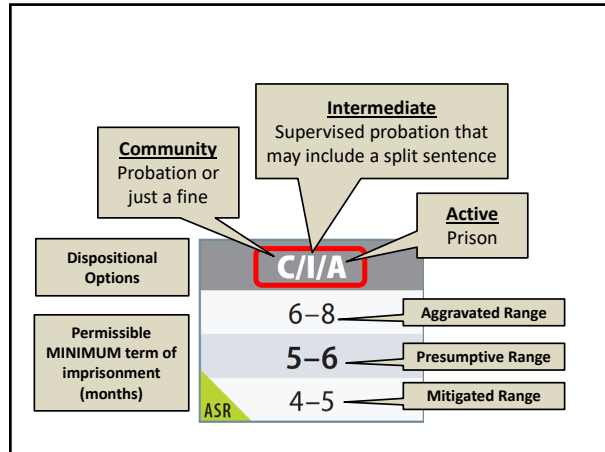 Community
Probation or
just a fine
Intermediate
Supervised probation that
may include a split sentence
Active
Prison
Dispositional
Options
C/I/A
Permissible
MINIMUM term of
imprisonment
(months)
6–8
Aggravated Range
5–6
Presumptive Range
ASR
4–5
Mitigated Range